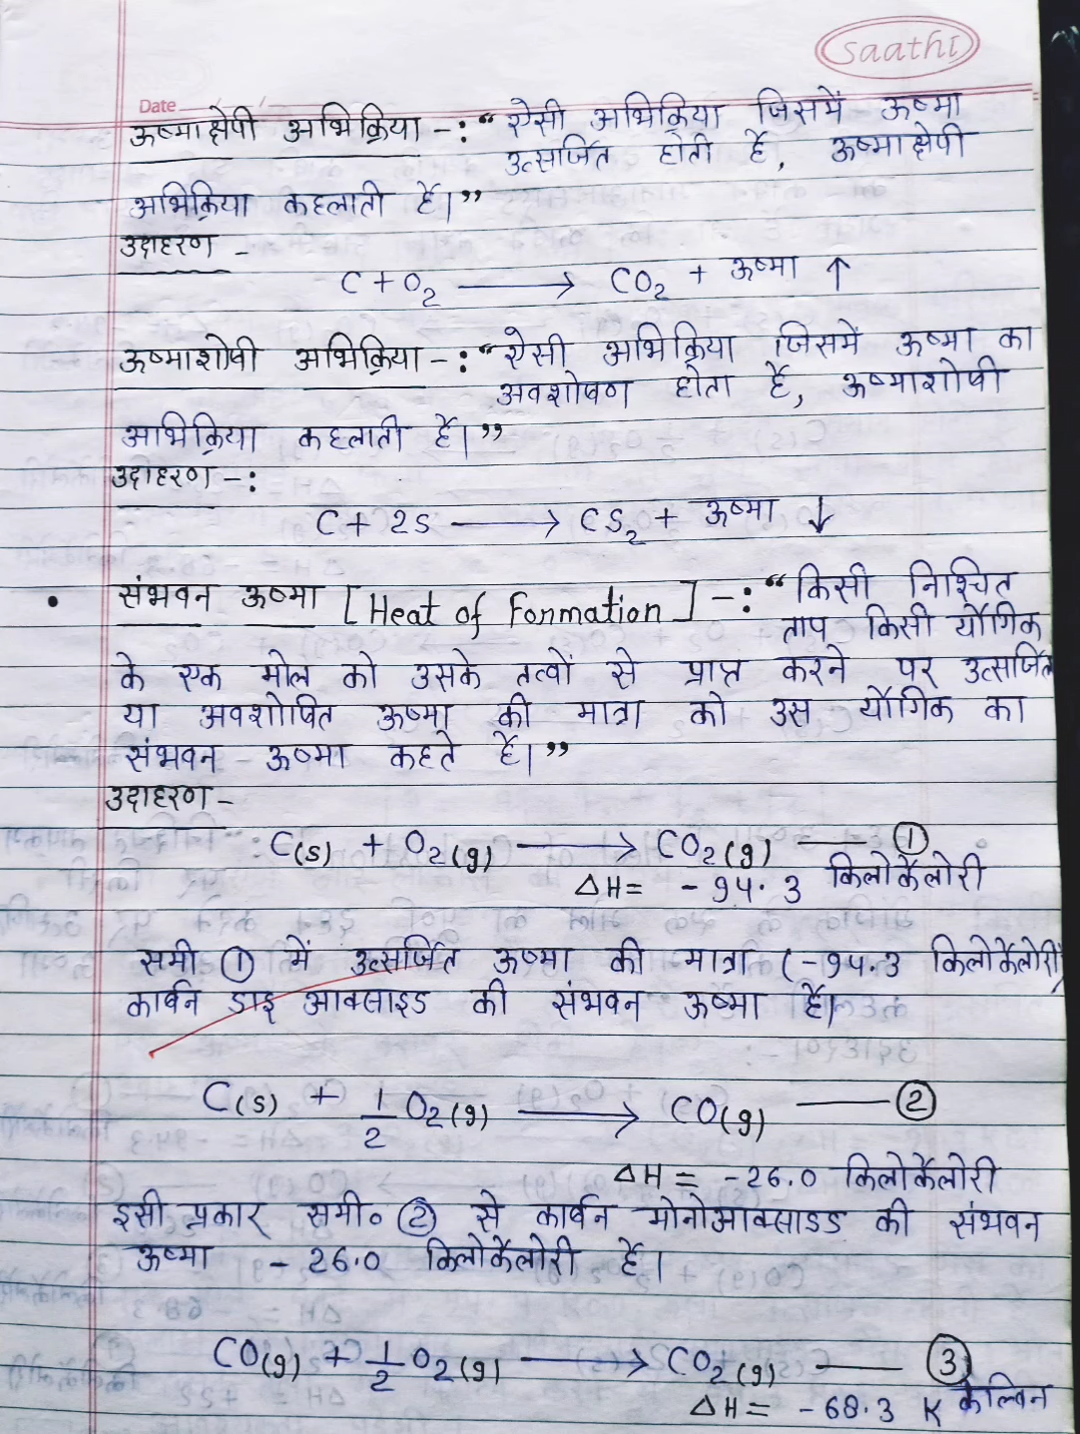 saathi
Date
ऊष्माक्षेपी अभिक्रिया -: “ ऐसी अभिक्रिया जिसमें ऊष्मा
उत्सर्जित होती है, ऊष्माक्षेपी
अभिक्रिया कहलाती है।”
उदाहरण -
C + O₂ ⟶ CO₂ + ऊष्मा ↑
ऊष्माशोषी अभिक्रिया -: “ ऐसी अभिक्रिया जिसमे ऊष्मा का
अवशोषण होता है, ऊष्माशोषी
अभिक्रिया कहलाती है। ”
उदाहरण -:
C + 2S ⟶ CS₂ + ऊष्मा ↓
• संभवन ऊष्मा [Heat of Formation] -: “ किसी निश्चित
ताप किसी यौगिक
के एक मोल को उसके तत्वों से प्राप्त करने पर उत्सर्जित
या अवशोषित ऊष्मा की मात्रा को उस यौगिक का
संभवन ऊष्मा कहते है। ”
उदाहरण -
C(s) + O₂(g) ⟶ CO₂(g) — ①
ΔH = - 94.3 किलोकैलोरी
समी ① में उत्सर्जित ऊष्मा की मात्रा (-94.3 किलोकैलोरी)
कार्बन डाइ आक्साइड की संभवन ऊष्मा है।
C(s) + 1/2 O₂(g) ⟶ CO(g) — ②
ΔH = -26.0 किलोकैलोरी
इसी प्रकार समी॰ ② से कार्बन मोनोआक्साइड की संभवन
ऊष्मा - 26.0 किलोकैलोरी है।
CO(g) + 1/2 O₂(g) ⟶ CO₂(g) — ③
ΔH = -68.3 K केल्विन